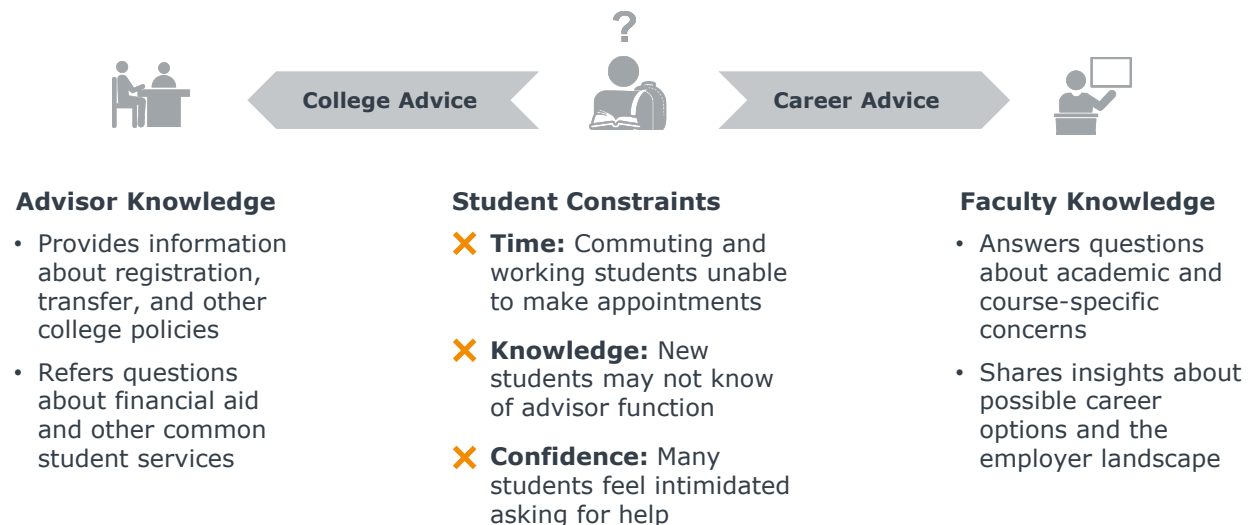 ?
College Advice
Career Advice
Advisor Knowledge
• Provides information
about registration,
transfer, and other
college policies
• Refers questions
about financial aid
and other common
student services
Student Constraints
Time: Commuting and
working students unable
to make appointments
Knowledge: New
students may not know
of advisor function
Confidence: Many
students feel intimidated
asking for help
Faculty Knowledge
• Answers questions
about academic and
course-specific
concerns
• Shares insights about
possible career
options and the
employer landscape